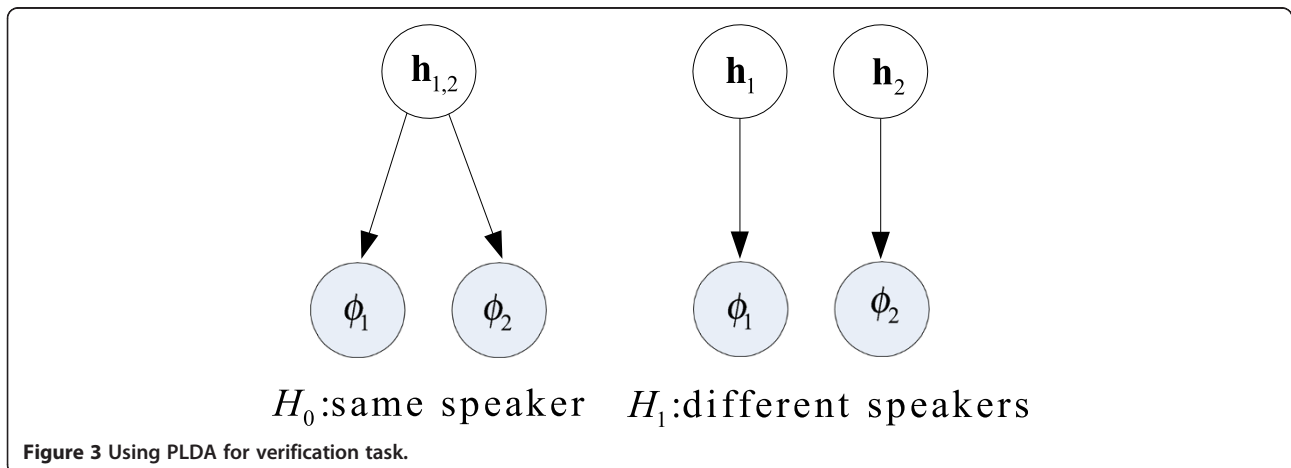 h1,2 h1 h2
ϕ1 ϕ2 ϕ1 ϕ2
H0:same speaker H1:different speakers
Figure 3 Using PLDA for verification task.